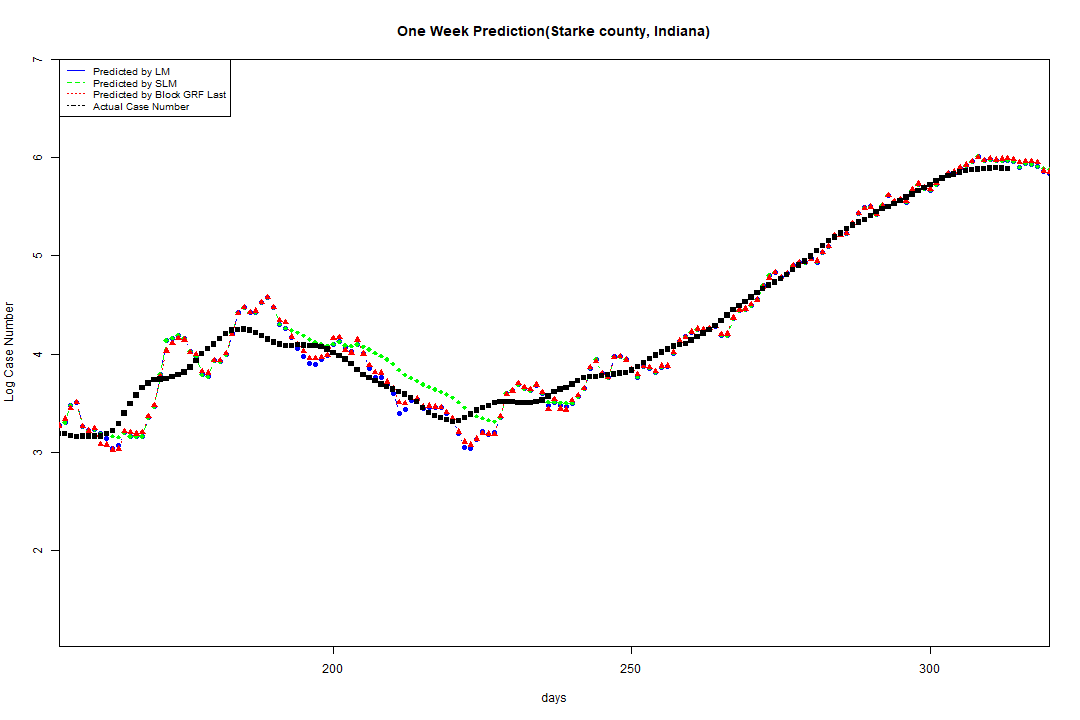 One Week Prediction(Starke county, Indiana)
Predicted by LM
Predicted by SLM
Predicted by Block GRF Last
Actual Case Number
7
6
5
4
3
2
Log Case Number
200
250
300
days